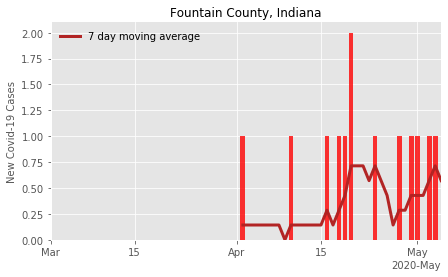 Fountain County, Indiana
7 day moving average
New Covid-19 Cases
2.00
1.75
1.50
1.25
1.00
0.75
0.50
0.25
0.00
Mar
15
Apr
15
May
2020-May